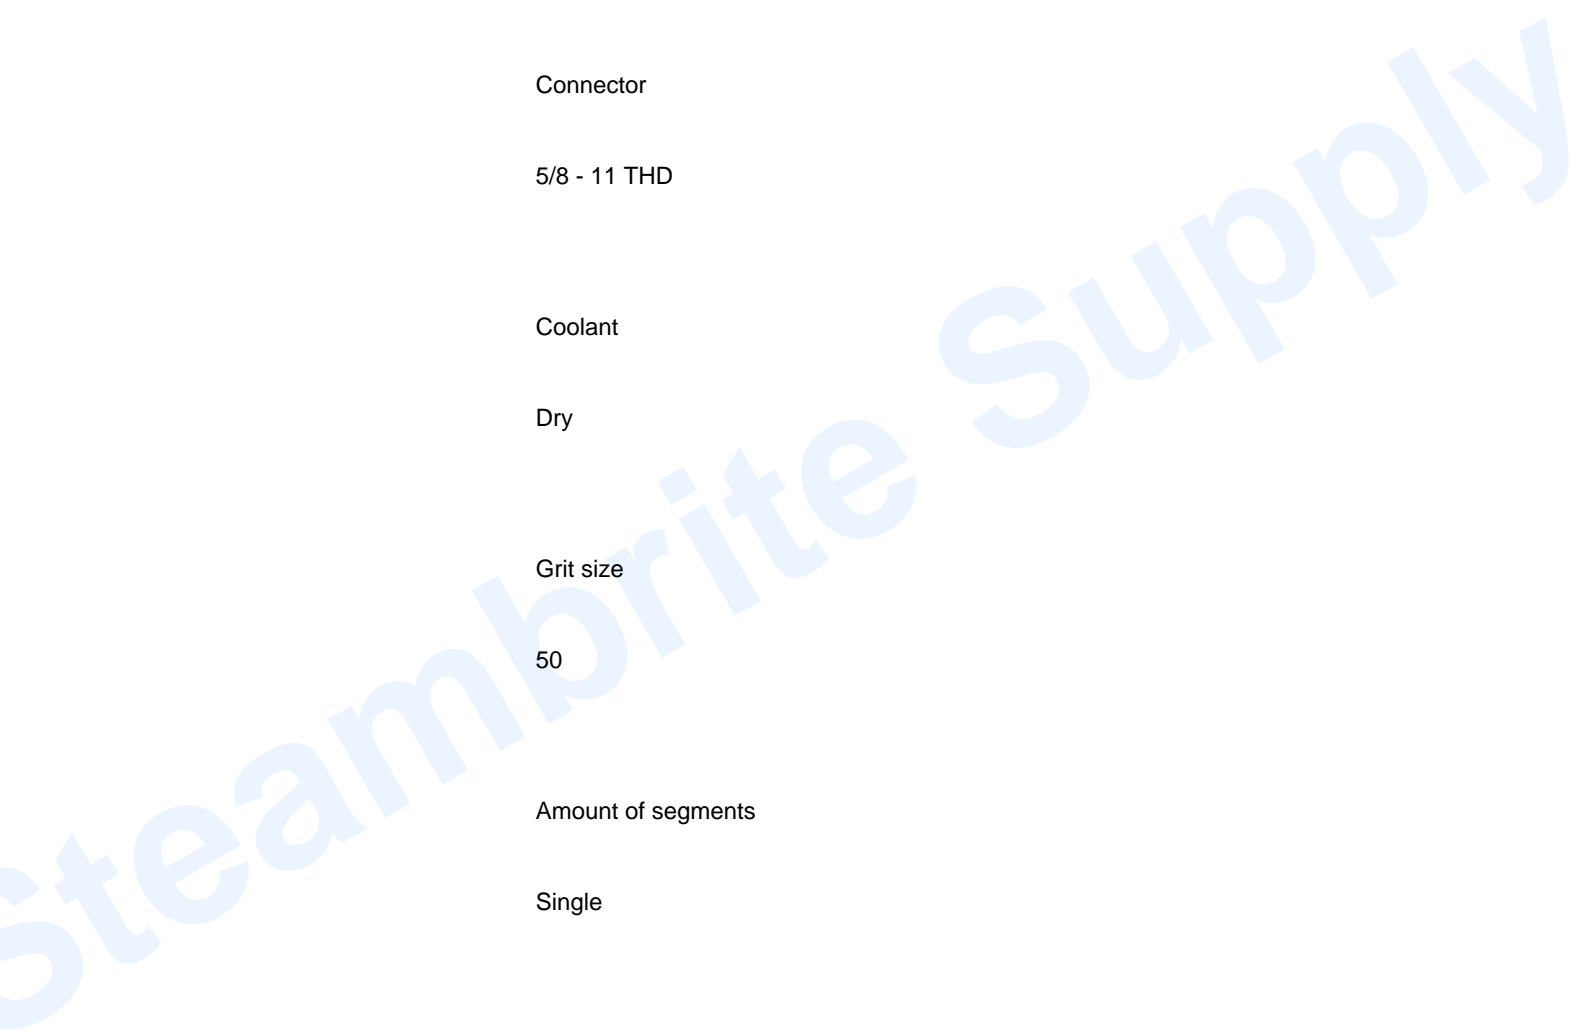 Connector
5/8 - 11 THD
Coolant
Dry
Grit size
50
Amount of segments
Single
Steambrite Supply